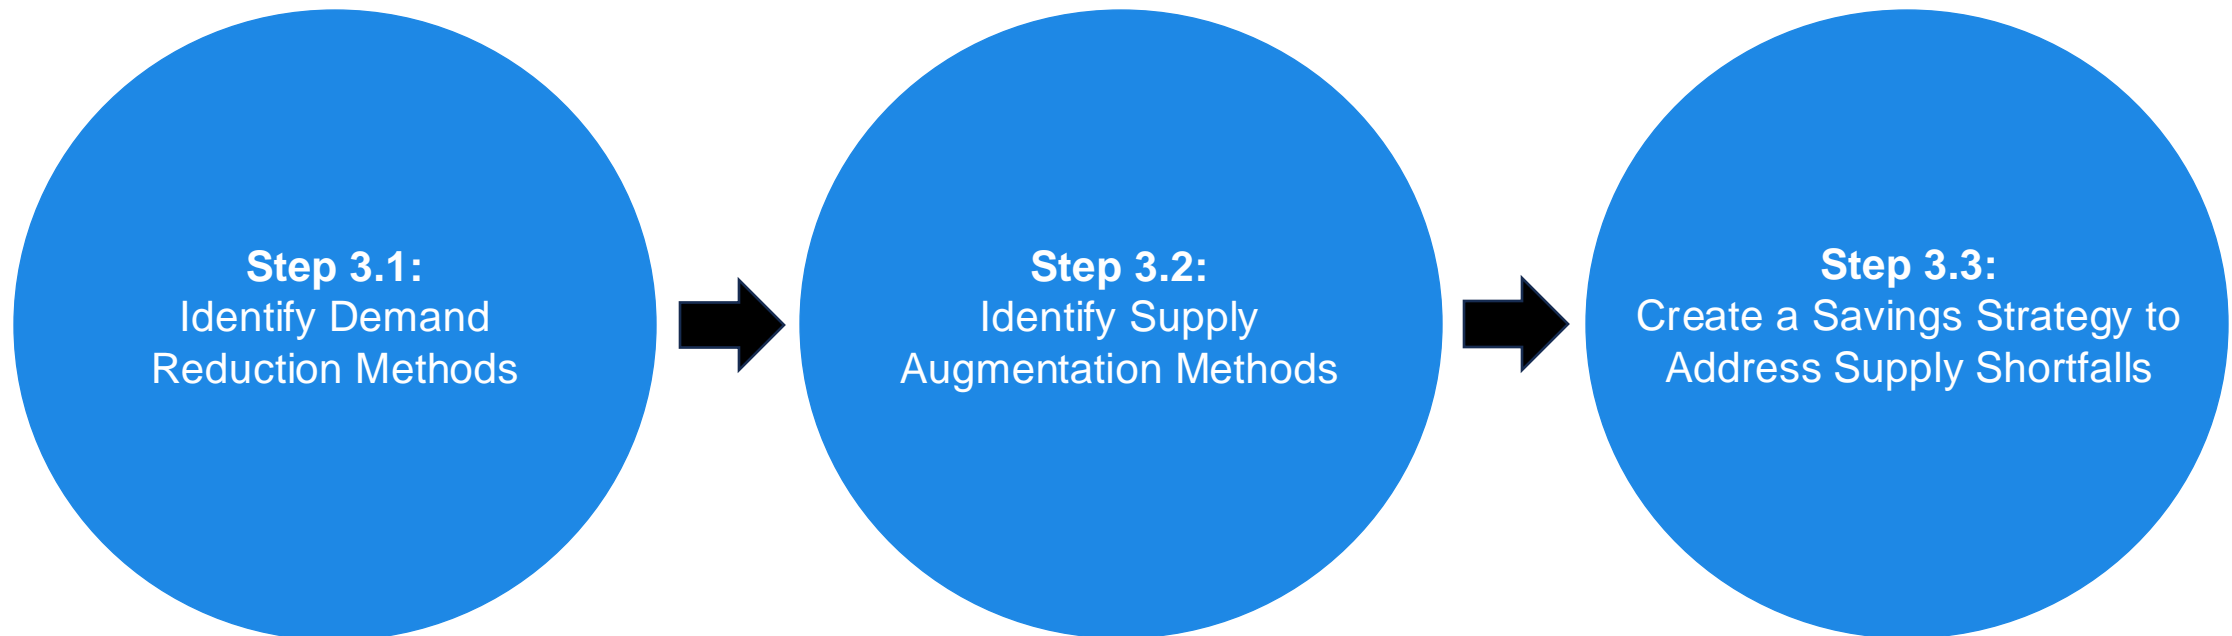 Step 3.1:
Identify Demand
Reduction Methods
Step 3.2:
Identify Supply
Augmentation Methods
Step 3.3:
Create a Savings Strategy to
Address Supply Shortfalls